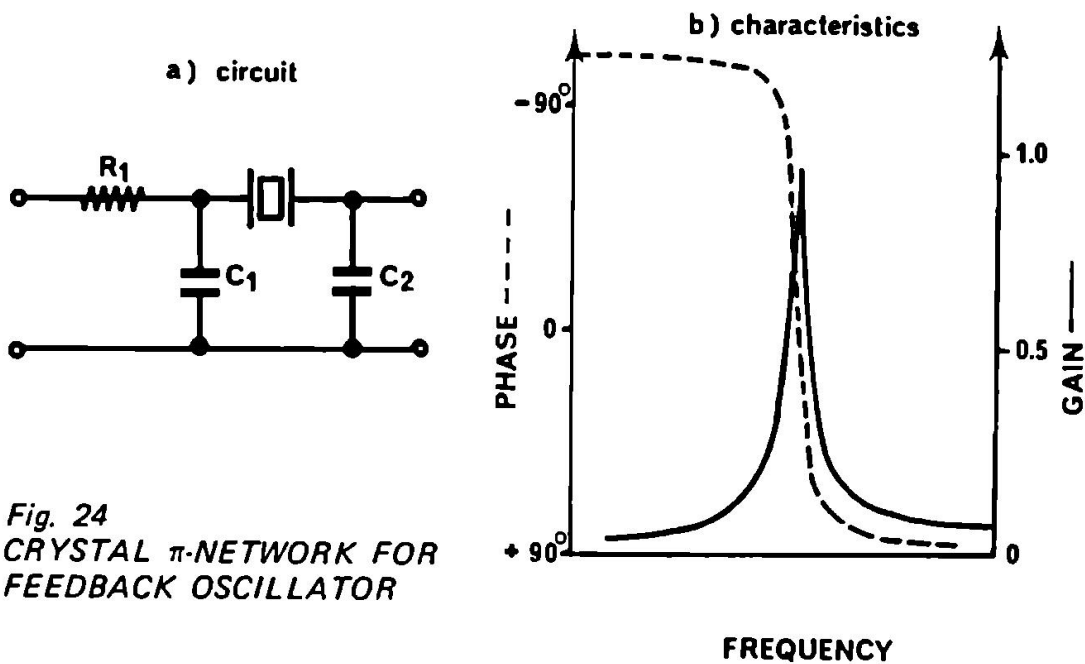 a) circuit
R1
C1
C2
b) characteristics
-90°
0
+90°
PHASE ----
1.0
0.5
0
GAIN —
FREQUENCY
Fig. 24
CRYSTAL π-NETWORK FOR
FEEDBACK OSCILLATOR